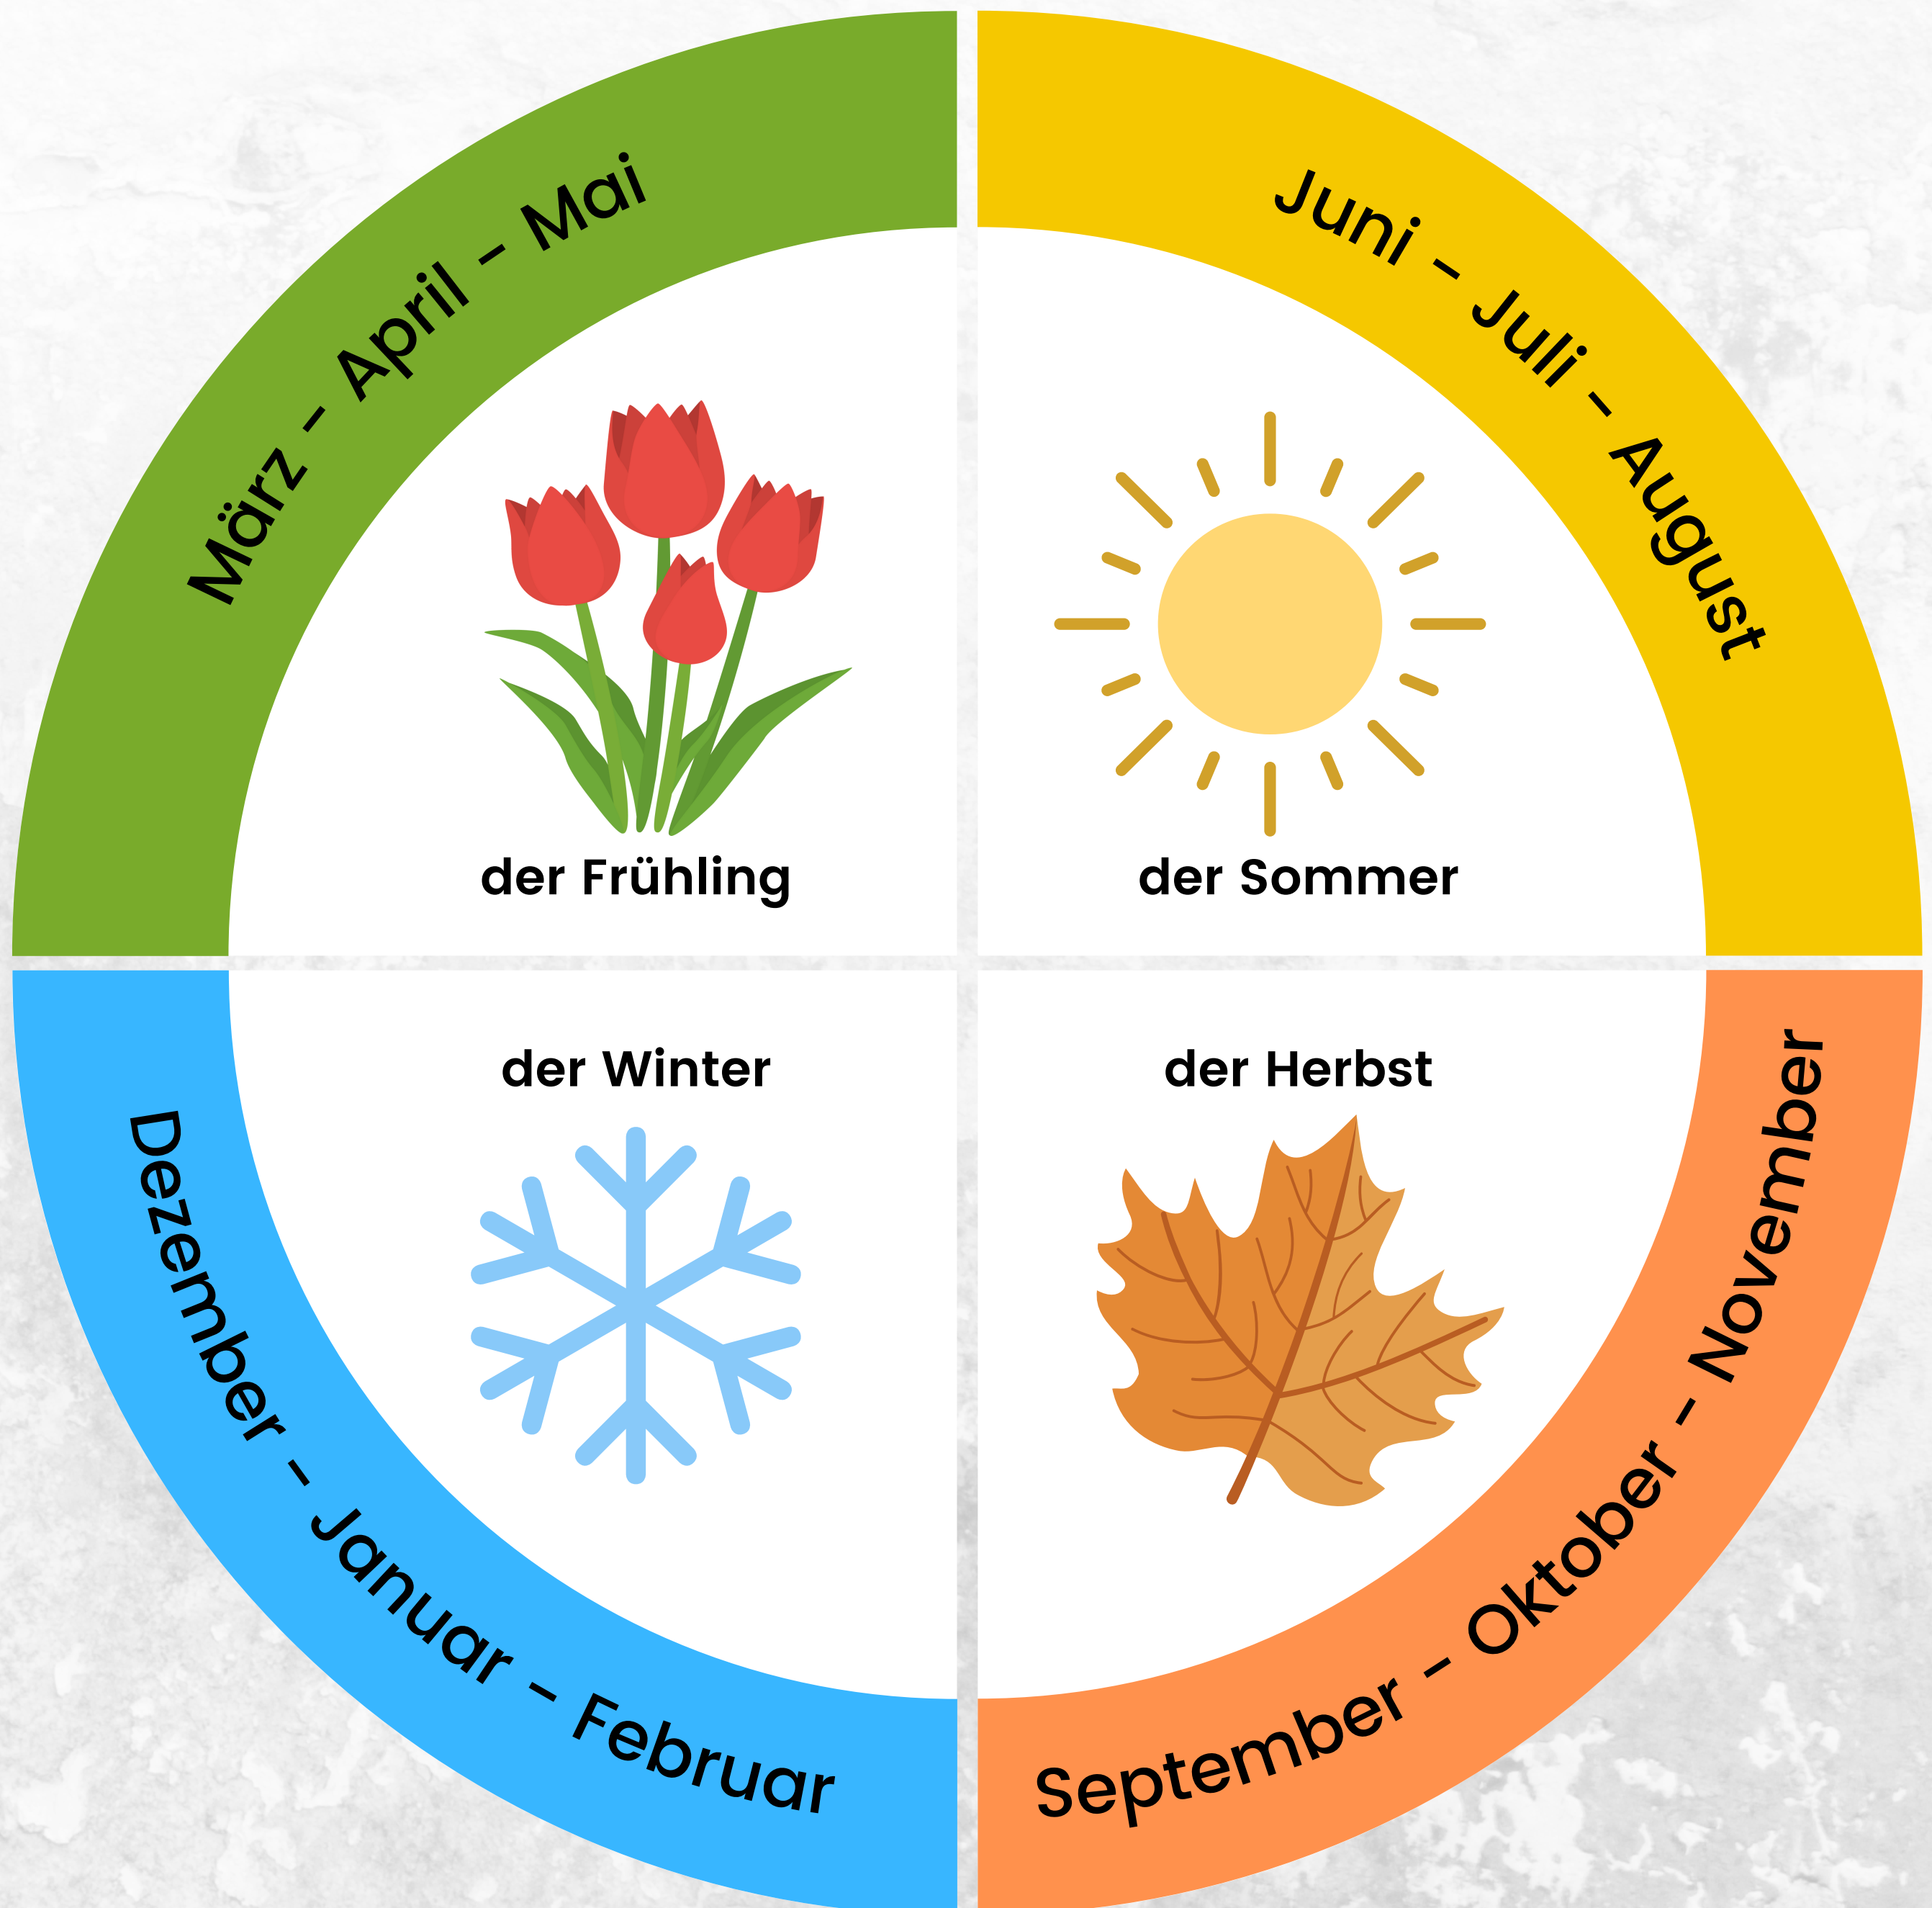 März - April - Mai
der Frühling
Juni - Juli - August
der Sommer
der Winter
Dezember - Januar - Februar
der Herbst
September - Oktober - November